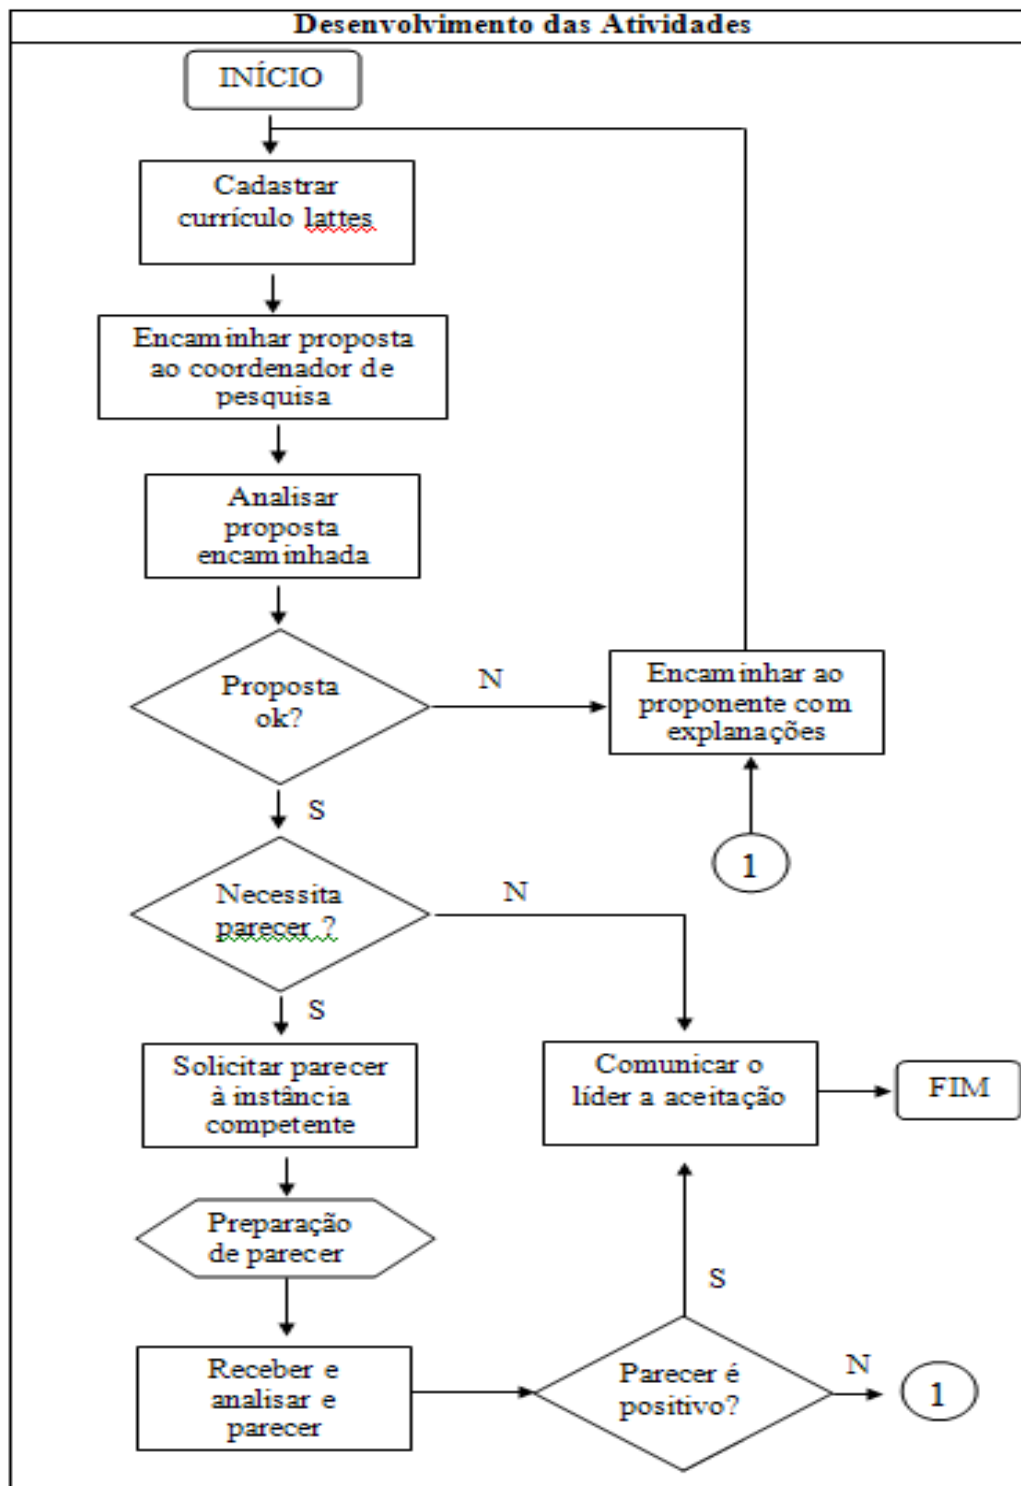 Desenvolvimento das Atividades
INÍCIO
Cadastrar
currículo lattes
Encaminhar proposta
ao coordenador de
pesquisa
Analisar
proposta
encaminhada
Proposta
ok?
N
Encaminhar ao
proponente com
explanações
S
1
Necessita
parecer ?
N
S
Solicitar parecer
à instância
competente
Comunicar o
líder a aceitação
FIM
Preparação
de parecer
S
Receber e
analisar e
parecer
Parecer é
positivo?
N
1